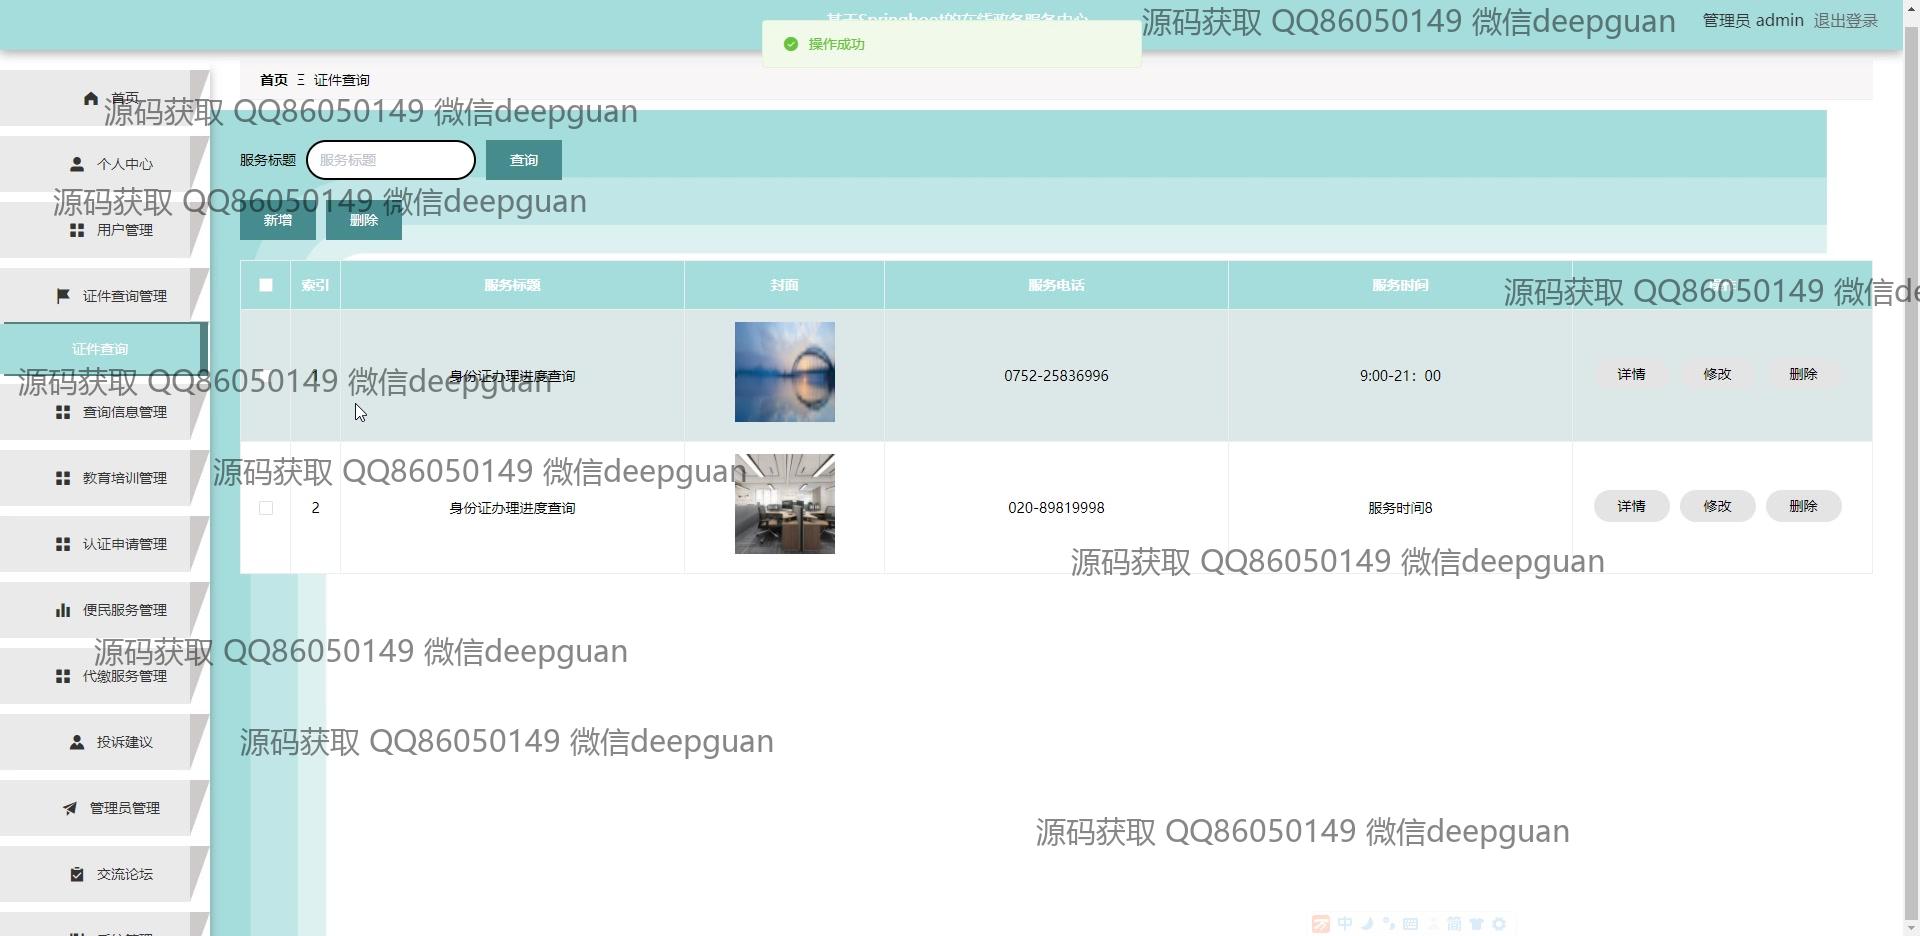 基于Springboot的在线政务服务中心
源码获取 QQ86050149 微信deepguan
管理员 admin 退出登录
操作成功
首页 Ξ 证件查询
首页
源码获取 QQ86050149 微信deepguan
服务标题 服务标题 查询
个人中心
源码获取 QQ86050149 微信deepguan
新增 删除
用户管理
索引 服务标题 封面 服务电话 服务时间
源码获取 QQ86050149 微信de
证件查询管理
证件查询
1 身份证办理进度查询 0752-25836996 9:00-21：00 详情 修改 删除
源码获取 QQ86050149 微信deepguan
查询信息管理
源码获取 QQ86050149 微信deepguan
教育培训管理
2 身份证办理进度查询 020-89819998 服务时间8 详情 修改 删除
认证申请管理
源码获取 QQ86050149 微信deepguan
便民服务管理
源码获取 QQ86050149 微信deepguan
代缴服务管理
投诉建议
源码获取 QQ86050149 微信deepguan
管理员管理
源码获取 QQ86050149 微信deepguan
交流论坛
中 简